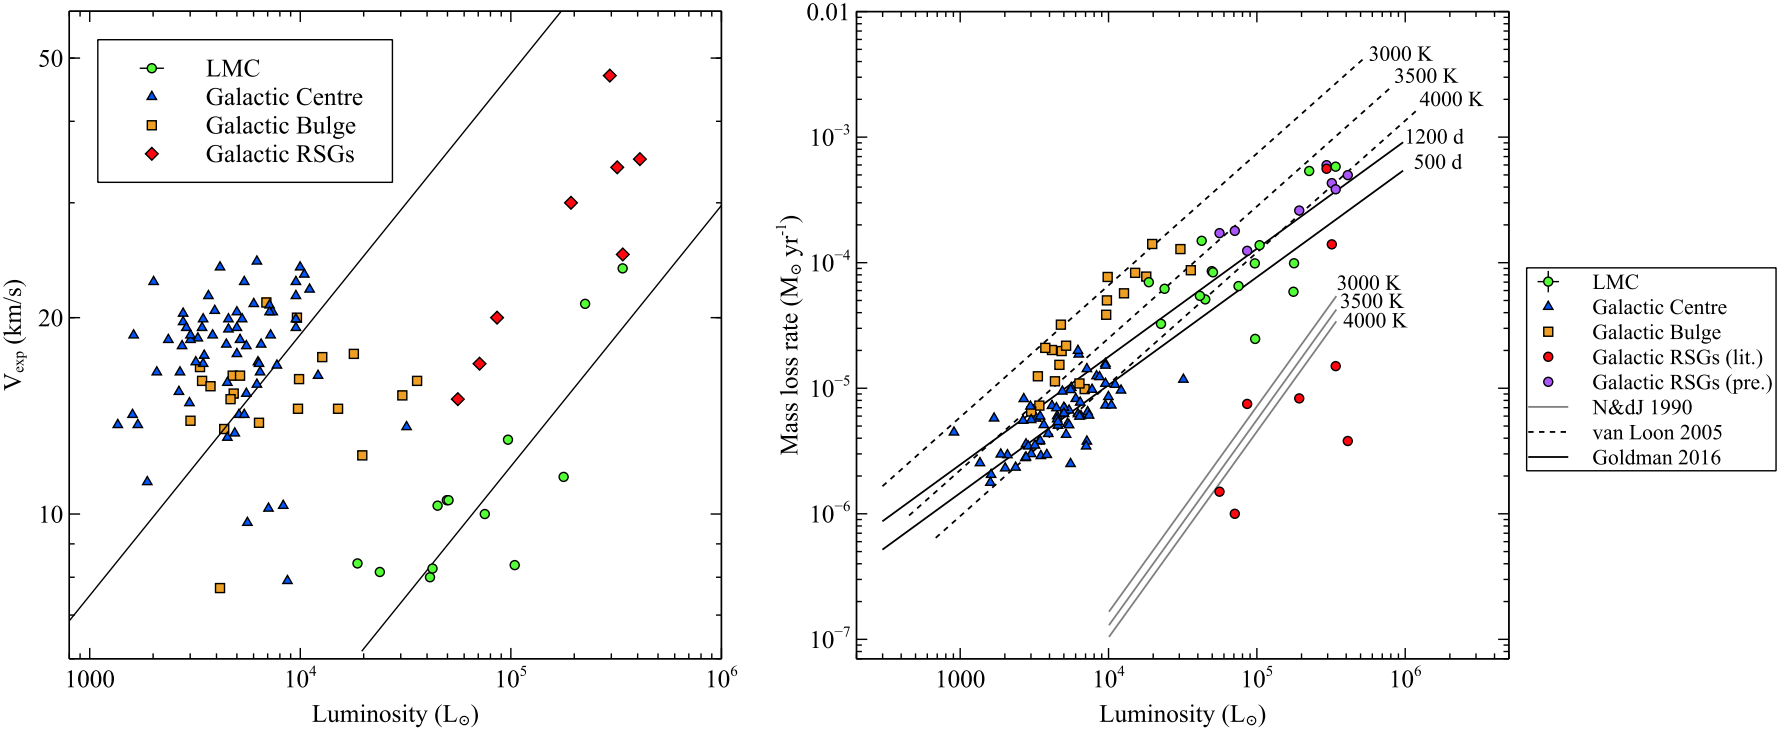 50
20
10
V_exp (km/s)
LMC
Galactic Centre
Galactic Bulge
Galactic RSGs
1000
10^4
10^5
10^6
Luminosity (L_⊙)
0.01
10^-3
10^-4
10^-5
10^-6
10^-7
Mass loss rate (M_⊙ yr^-1)
3000 K
3500 K
4000 K
1200 d
500 d
3000 K
3500 K
4000 K
1000
10^4
10^5
10^6
Luminosity (L_⊙)
LMC
Galactic Centre
Galactic Bulge
Galactic RSGs (lit.)
Galactic RSGs (pre.)
N&dJ 1990
van Loon 2005
Goldman 2016